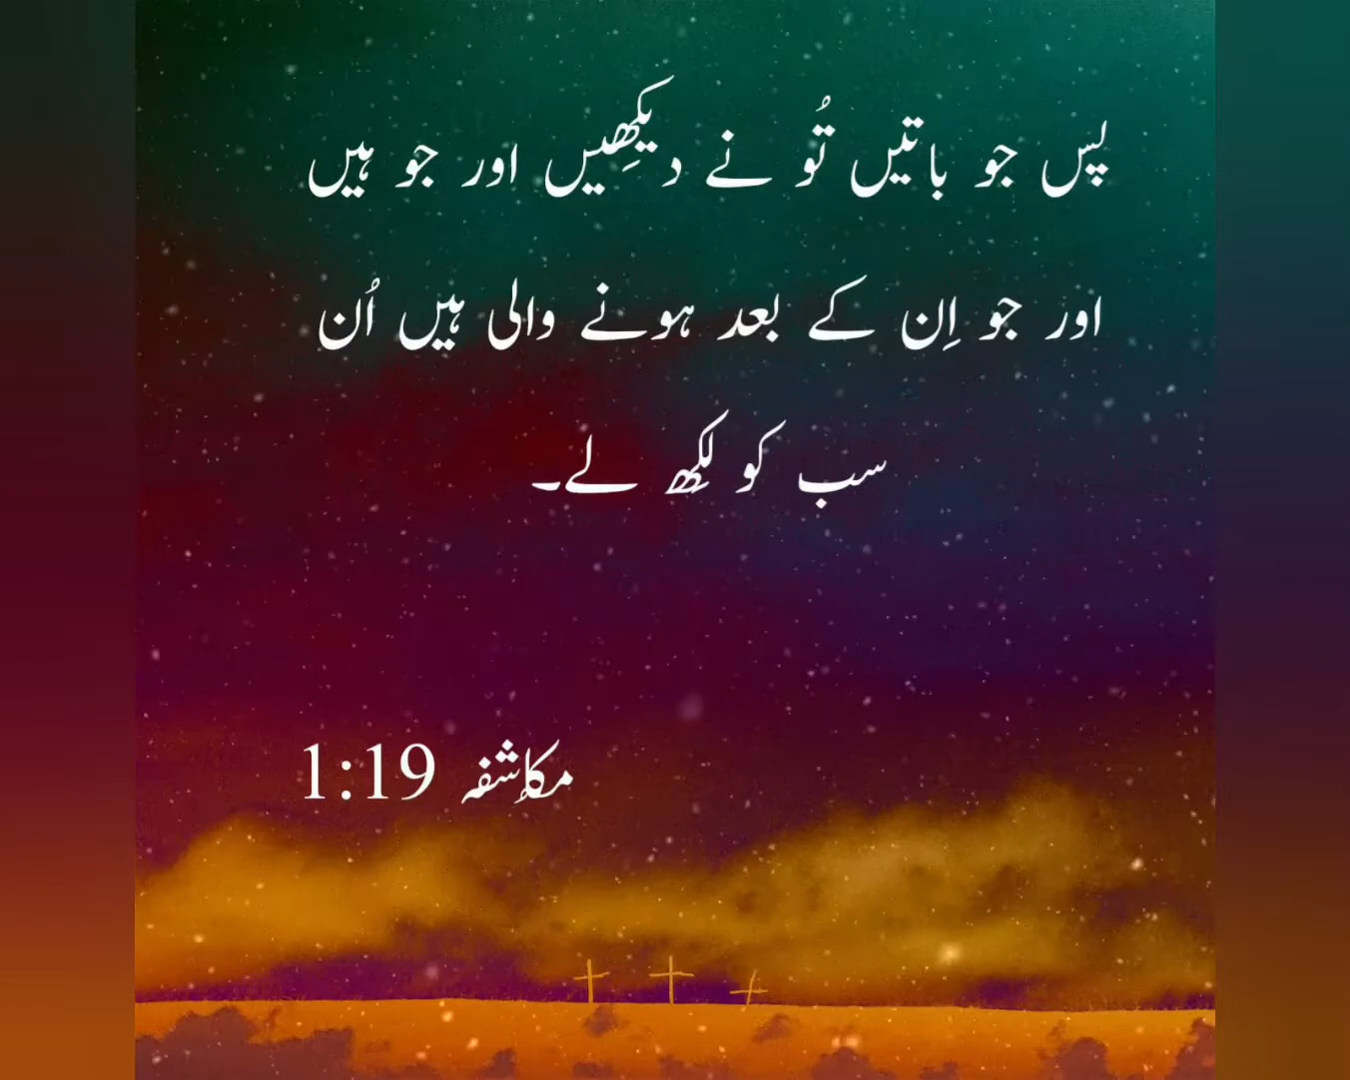 پس جو باتیں تُو نے دیکھِیں اور جو ہیں
اور جو اِن کے بعد ہونے والی ہیں اُن
سب کو لِکھ لے۔
مکاشفہ 1:19